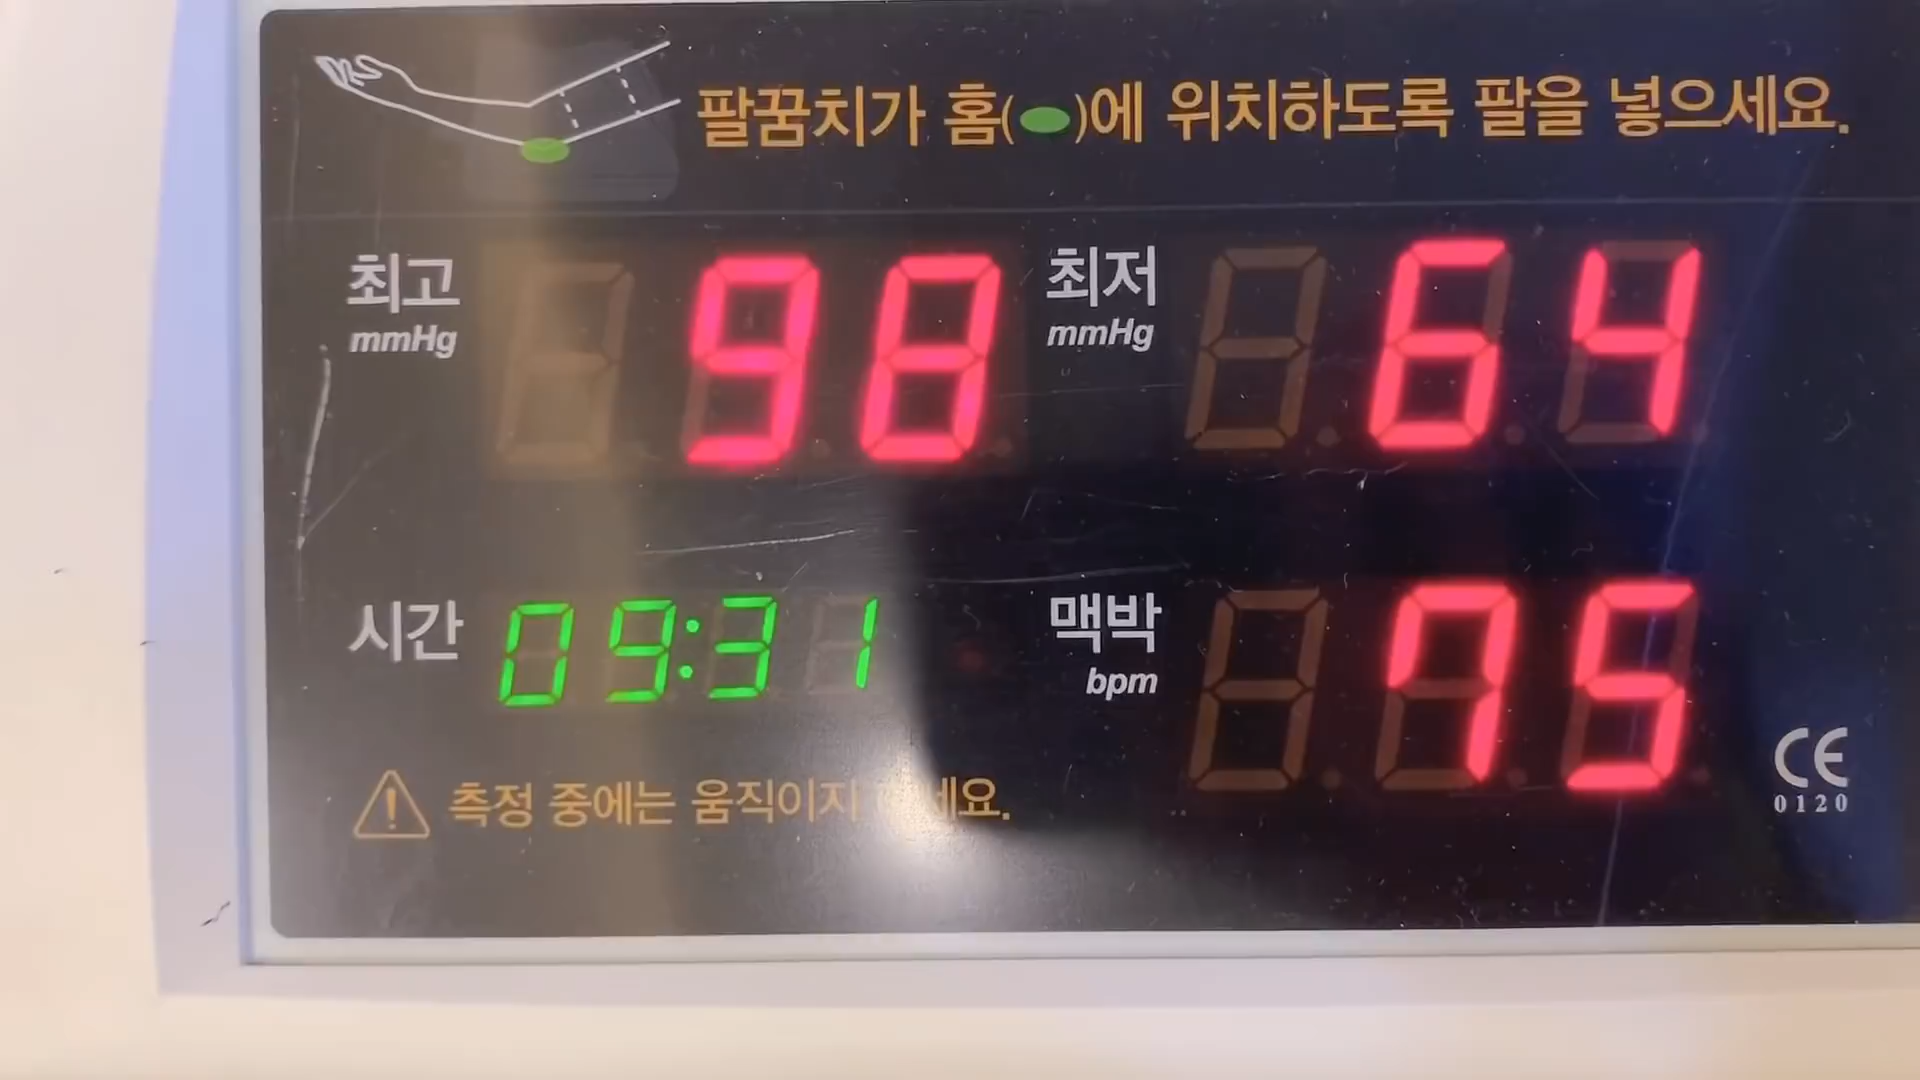 팔꿈치가 홈( )에 위치하도록 팔을 넣으세요.
최고 98 최저 64
mmHg mmHg
시간 09:31 맥박 75
bpm
측정 중에는 움직이지
CE
0120